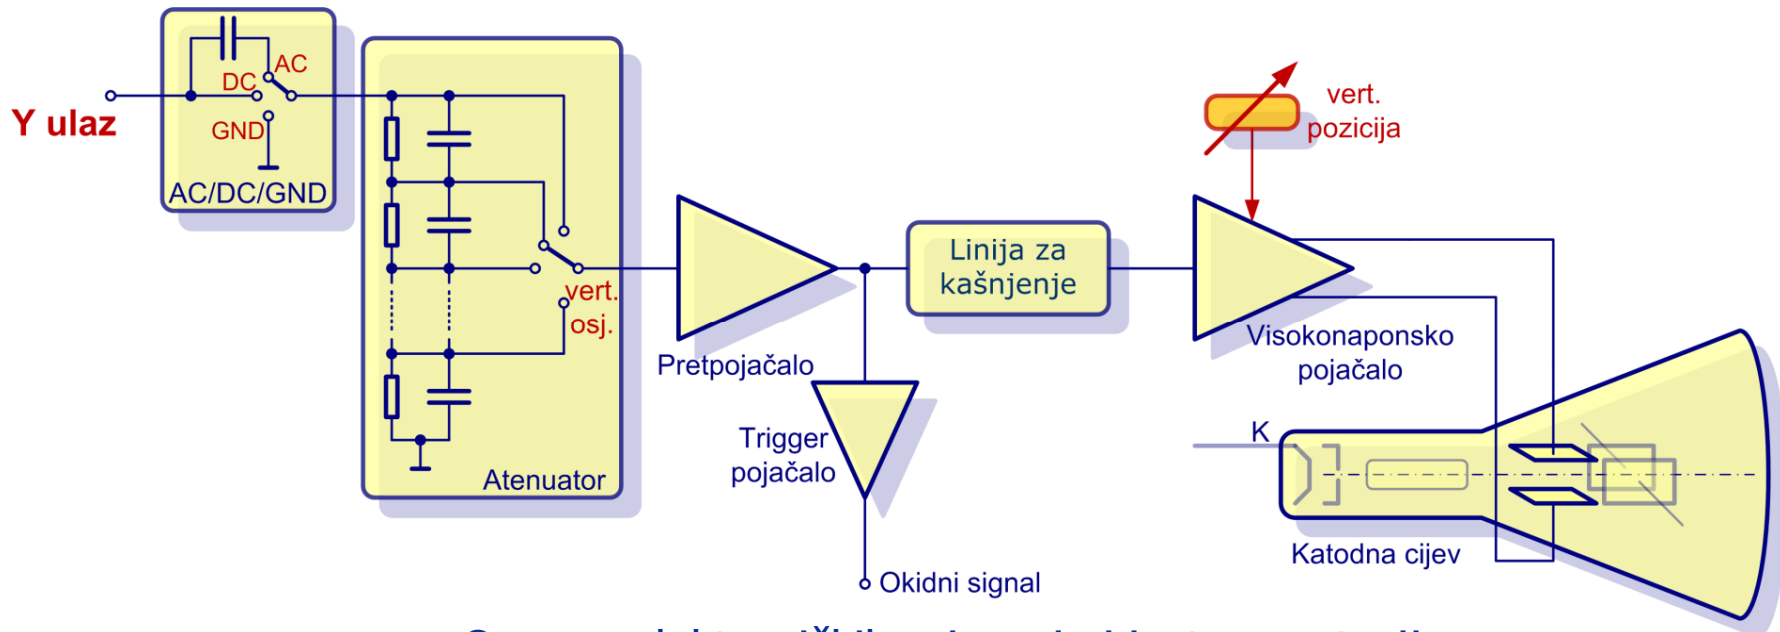 Y ulaz
AC
DC
GND
AC/DC/GND
vert.
osj.
Atenuator
Pretpojačalo
Trigger
pojačalo
Okidni signal
Linija za
kašnjenje
vert.
pozicija
Visokonaponsko
pojačalo
K
Katodna cijev